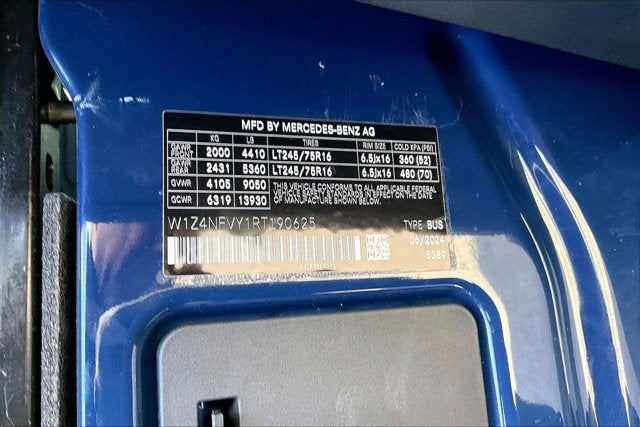 MFD BY MERCEDES-BENZ AG
KG LB TIRES RIM SIZE COLD KPA (PSI)
GAWR FRONT 2000 4410 LT245/75R16 6.5Jx16 360 (52)
GAWR REAR 2431 5360 LT245/75R16 6.5Jx16 480 (70)
GVWR 4105 9050
GCWR 6319 13930
THIS VEHICLE CONFORMS TO ALL APPLICABLE FEDERAL
MOTOR VEHICLE SAFETY STANDARDS IN EFFECT ON THE
DATE OF MANUFACTURE SHOWN ABOVE.
W1Z4NFVY1RT190625 TYPE BUS
06/2024
5389